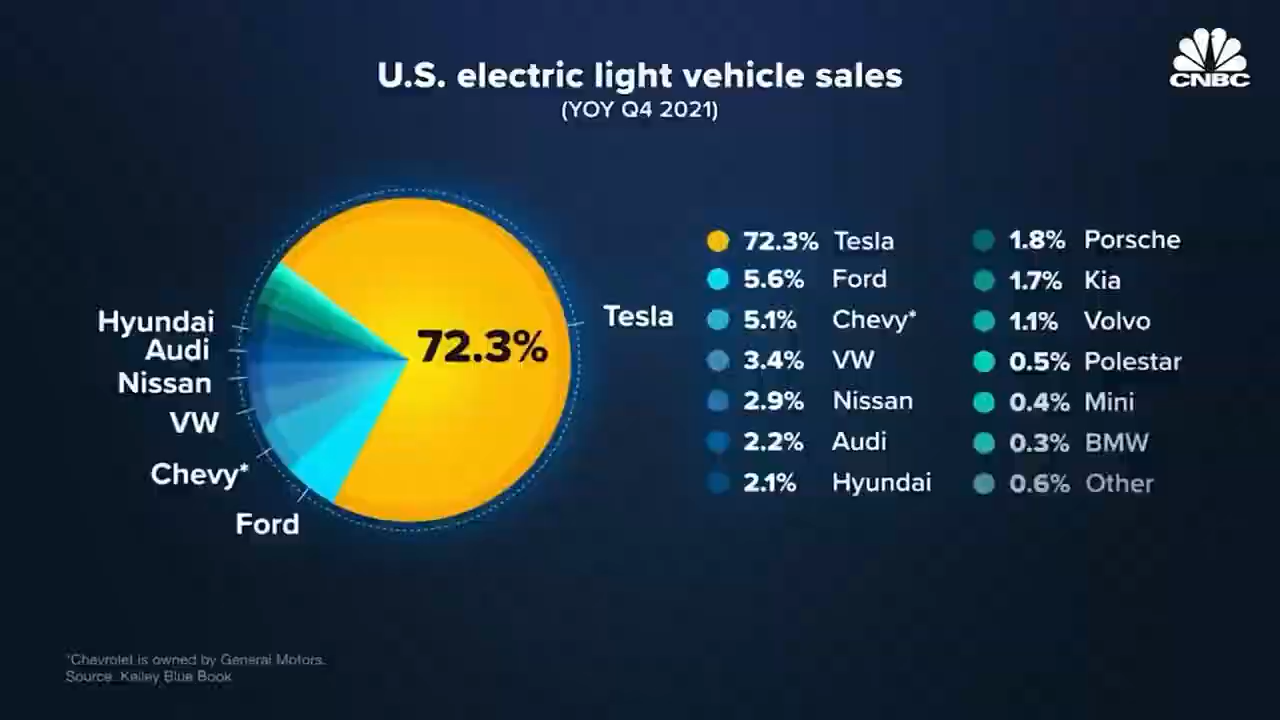 CNBC
U.S. electric light vehicle sales
(YOY Q4 2021)
72.3%
Tesla
Hyundai
Audi
Nissan
VW
Chevy*
Ford
72.3% Tesla
5.6% Ford
5.1% Chevy*
3.4% VW
2.9% Nissan
2.2% Audi
2.1% Hyundai
1.8% Porsche
1.7% Kia
1.1% Volvo
0.5% Polestar
0.4% Mini
0.3% BMW
0.6% Other
*Chevrolet is owned by General Motors.
Source: Kelley Blue Book